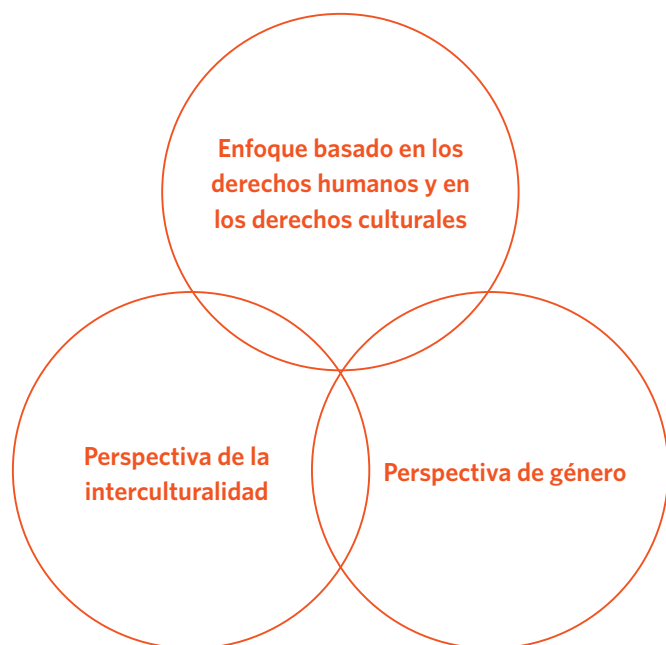 Enfoque basado en los
derechos humanos y en
los derechos culturales
Perspectiva de la
interculturalidad
Perspectiva de género